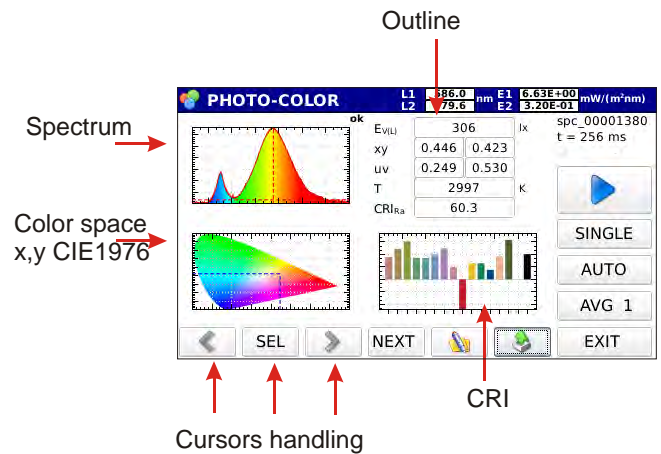 Outline
PHOTO-COLOR
L1 586.0 nm E1 6.63E+00 mW/(m²nm)
L2 779.6 E2 3.20E-01
ok
Spectrum
EV(L) 306 lx
spc_00001380
t = 256 ms
xy 0.446 0.423
uv 0.249 0.530
T 2997 K
CRIRa 60.3
Color space
x,y CIE1976
SINGLE
AUTO
AVG 1
SEL
NEXT
EXIT
CRI
Cursors handling